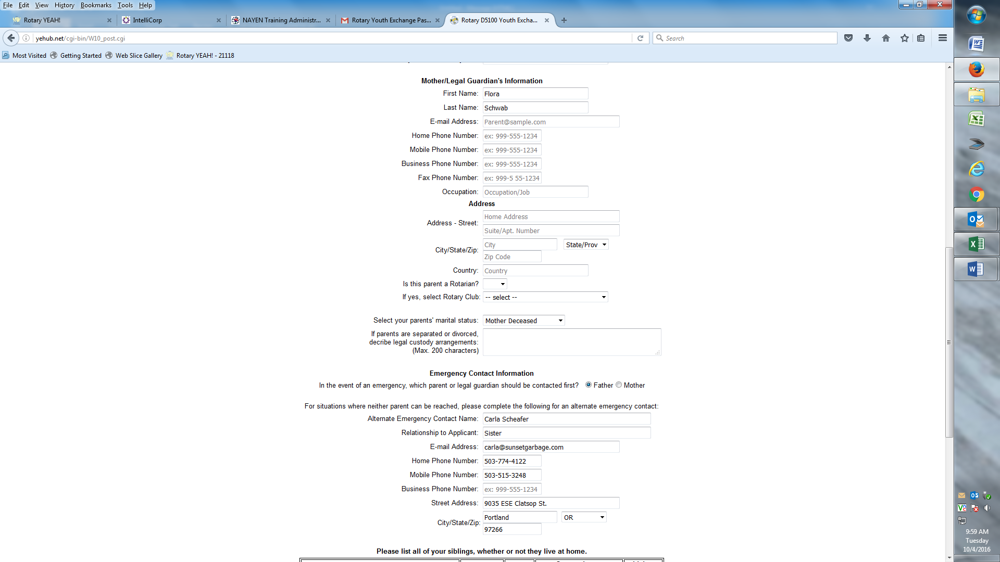 File Edit View History Bookmarks Tools Help
Rotary YEAH!
IntelliCorp
NAYEN Training Administr...
Rotary Youth Exchange Pas...
Rotary D5100 Youth Excha...
yehub.net/cgi-bin/W10_post.cgi
Search
Most Visited Getting Started Web Slice Gallery Rotary YEAH! - 21118
Mother/Legal Guardian's Information
First Name: Flora
Last Name: Schwab
E-mail Address: Parent@sample.com
Home Phone Number: ex: 999-555-1234
Mobile Phone Number: ex: 999-555-1234
Business Phone Number: ex: 999-555-1234
Fax Phone Number: ex: 999-5 55-1234
Occupation: Occupation/Job
Address
Address - Street: Home Address
Suite/Apt. Number
City/State/Zip: City State/Prov
Zip Code
Country: Country
Is this parent a Rotarian?
If yes, select Rotary Club: -- select --
Select your parents' marital status: Mother Deceased
If parents are separated or divorced,
decribe legal custody arrangements:
(Max. 200 characters)
Emergency Contact Information
In the event of an emergency, which parent or legal guardian should be contacted first? Father Mother
For situations where neither parent can be reached, please complete the following for an alternate emergency contact:
Alternate Emergency Contact Name: Carla Scheafer
Relationship to Applicant: Sister
E-mail Address: carla@sunsetgarbage.com
Home Phone Number: 503-774-4122
Mobile Phone Number: 503-515-3248
Business Phone Number: ex: 999-555-1234
Street Address: 9035 ESE Clatsop St.
City/State/Zip: Portland OR
97266
Please list all of your siblings, whether or not they live at home.
9:59 AM
Tuesday
10/4/2016